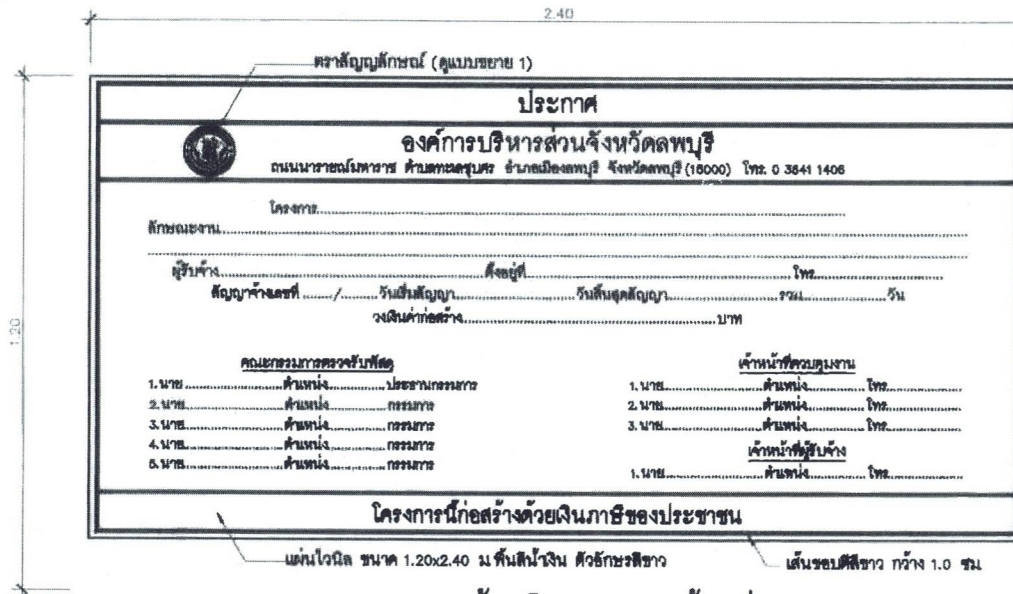 2.40
ตราสัญญลักษณ์ (ดูแบบขยาย 1)
ประกาศ
องค์การบริหารส่วนจังหวัดลพบุรี
ถนนนารายณ์มหาราช ตำบลทะเลชุบศร อำเภอเมืองลพบุรี จังหวัดลพบุรี (15000) โทร. 0 3641 1406
โครงการ
ลักษณะงาน
ผู้รับจ้าง ตั้งอยู่ที่ โทร
สัญญาจ้างเลขที่ / วันเริ่มสัญญา วันสิ้นสุดสัญญา รวม วัน
วงเงินค่าก่อสร้าง บาท
1.20
คณะกรรมการตรวจรับพัสดุ
1.นาย ตำแหน่ง ประธานกรรมการ
2.นาย ตำแหน่ง กรรมการ
3.นาย ตำแหน่ง กรรมการ
4.นาย ตำแหน่ง กรรมการ
5.นาย ตำแหน่ง กรรมการ
เจ้าหน้าที่ควบคุมงาน
1.นาย ตำแหน่ง โทร
2.นาย ตำแหน่ง โทร
3.นาย ตำแหน่ง โทร
เจ้าหน้าที่ผู้รับจ้าง
1.นาย ตำแหน่ง โทร
โครงการนี้ก่อสร้างด้วยเงินภาษีของประชาชน
แผ่นไวนิล ขนาด 1.20x2.40 ม พื้นสีน้ำเงิน ตัวอักษรสีขาว
เส้นขอบสีขาว กว้าง 1.0 ซม.